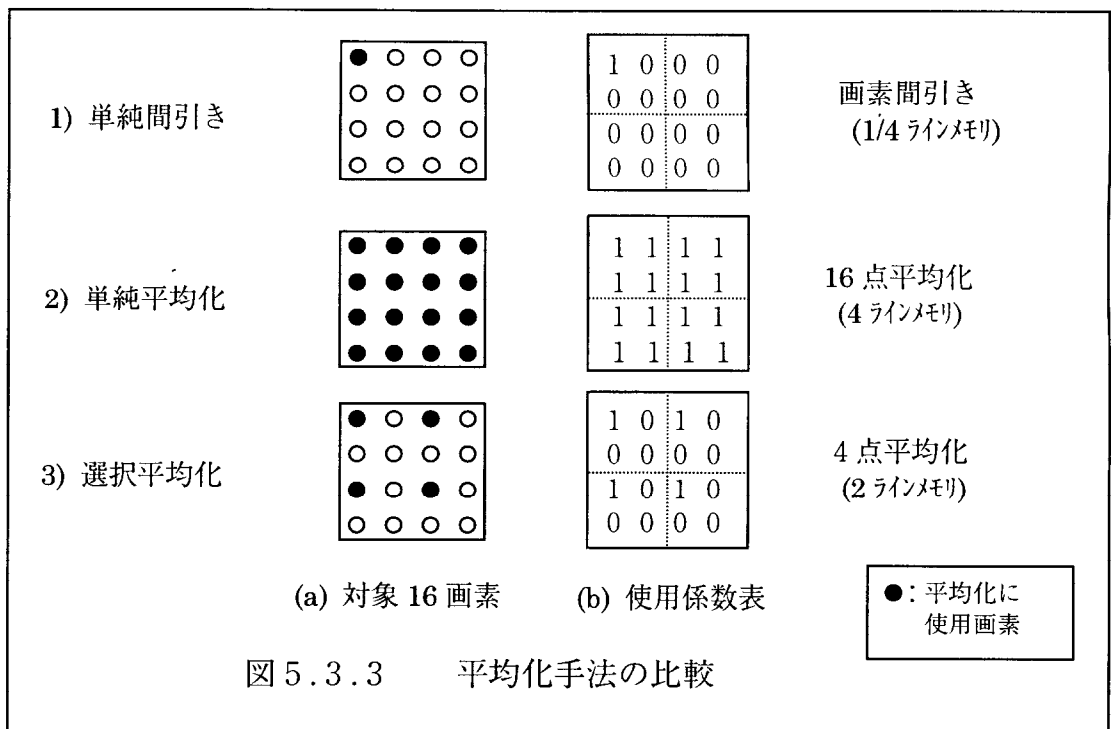 1) 単純間引き
1 0 0 0
0 0 0 0
0 0 0 0
0 0 0 0
画素間引き
(1/4 ラインメモリ)
2) 単純平均化
1 1 1 1
1 1 1 1
1 1 1 1
1 1 1 1
16 点平均化
(4 ラインメモリ)
3) 選択平均化
1 0 1 0
0 0 0 0
1 0 1 0
0 0 0 0
4 点平均化
(2 ラインメモリ)
(a) 対象 16 画素
(b) 使用係数表
●: 平均化に
使用画素
図5.3.3 平均化手法の比較